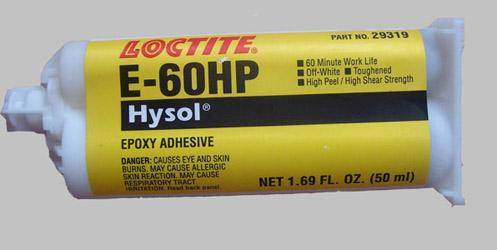 LOCTITE®
PART NO. 29319
E-60HP
■ 60 Minute Work Life
■ Off-White ■ Toughened
■ High Peel / High Shear Strength
Hysol®
EPOXY ADHESIVE
DANGER: CAUSES EYE AND SKIN
BURNS. MAY CAUSE ALLERGIC
SKIN REACTION. MAY CAUSE
RESPIRATORY TRACT
IRRITATION. Read back panel.
NET 1.69 FL. OZ. (50 ml)